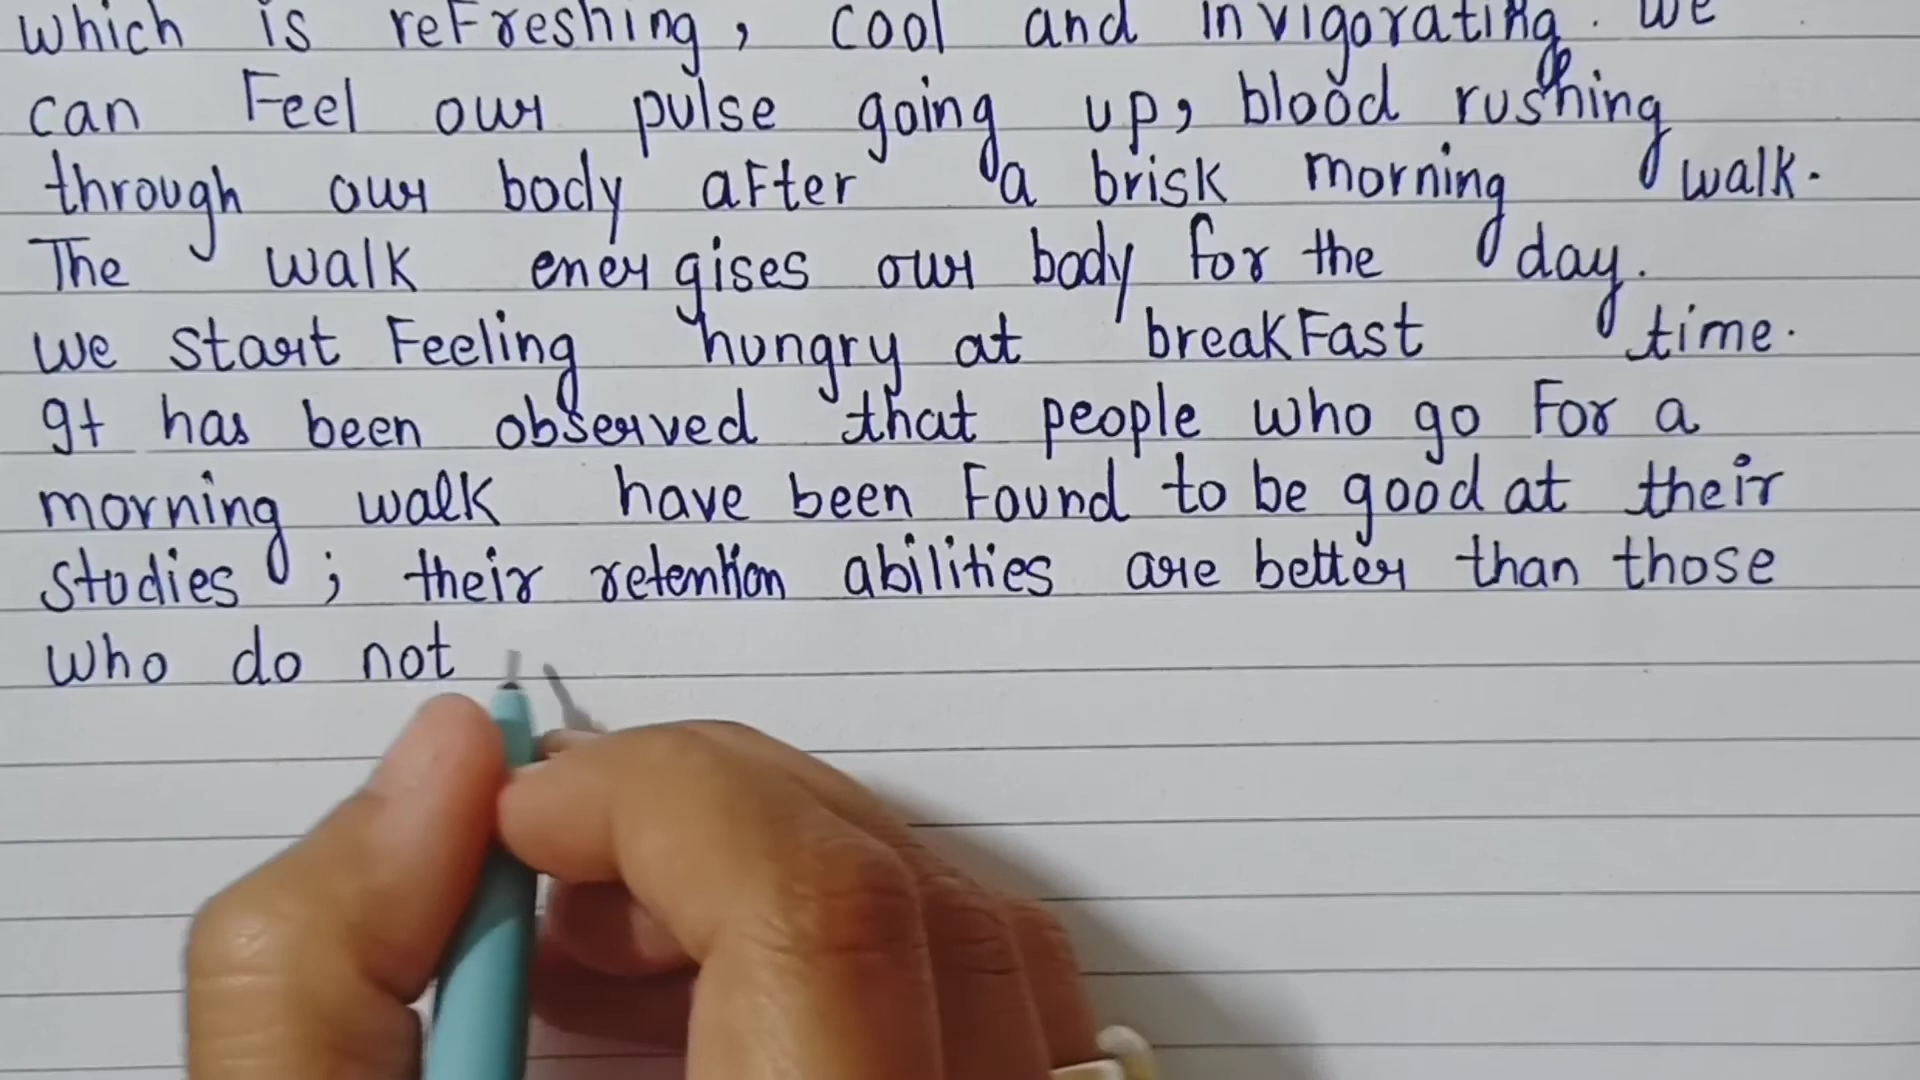 which is refreshing, cool and invigorating. we
can Feel our pulse going up, blood rushing
through our body after a brisk morning walk.
The walk energises our body for the day.
we start Feeling hungry at breakFast time.
It has been observed that people who go For a
morning walk have been Found to be good at their
studies ; their retention abilities are better than those
who do not